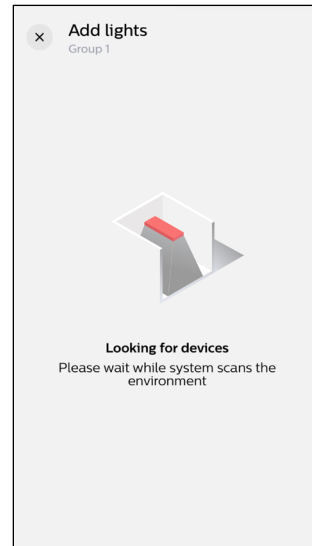 Add lights
Group 1
Looking for devices
Please wait while system scans the
environment